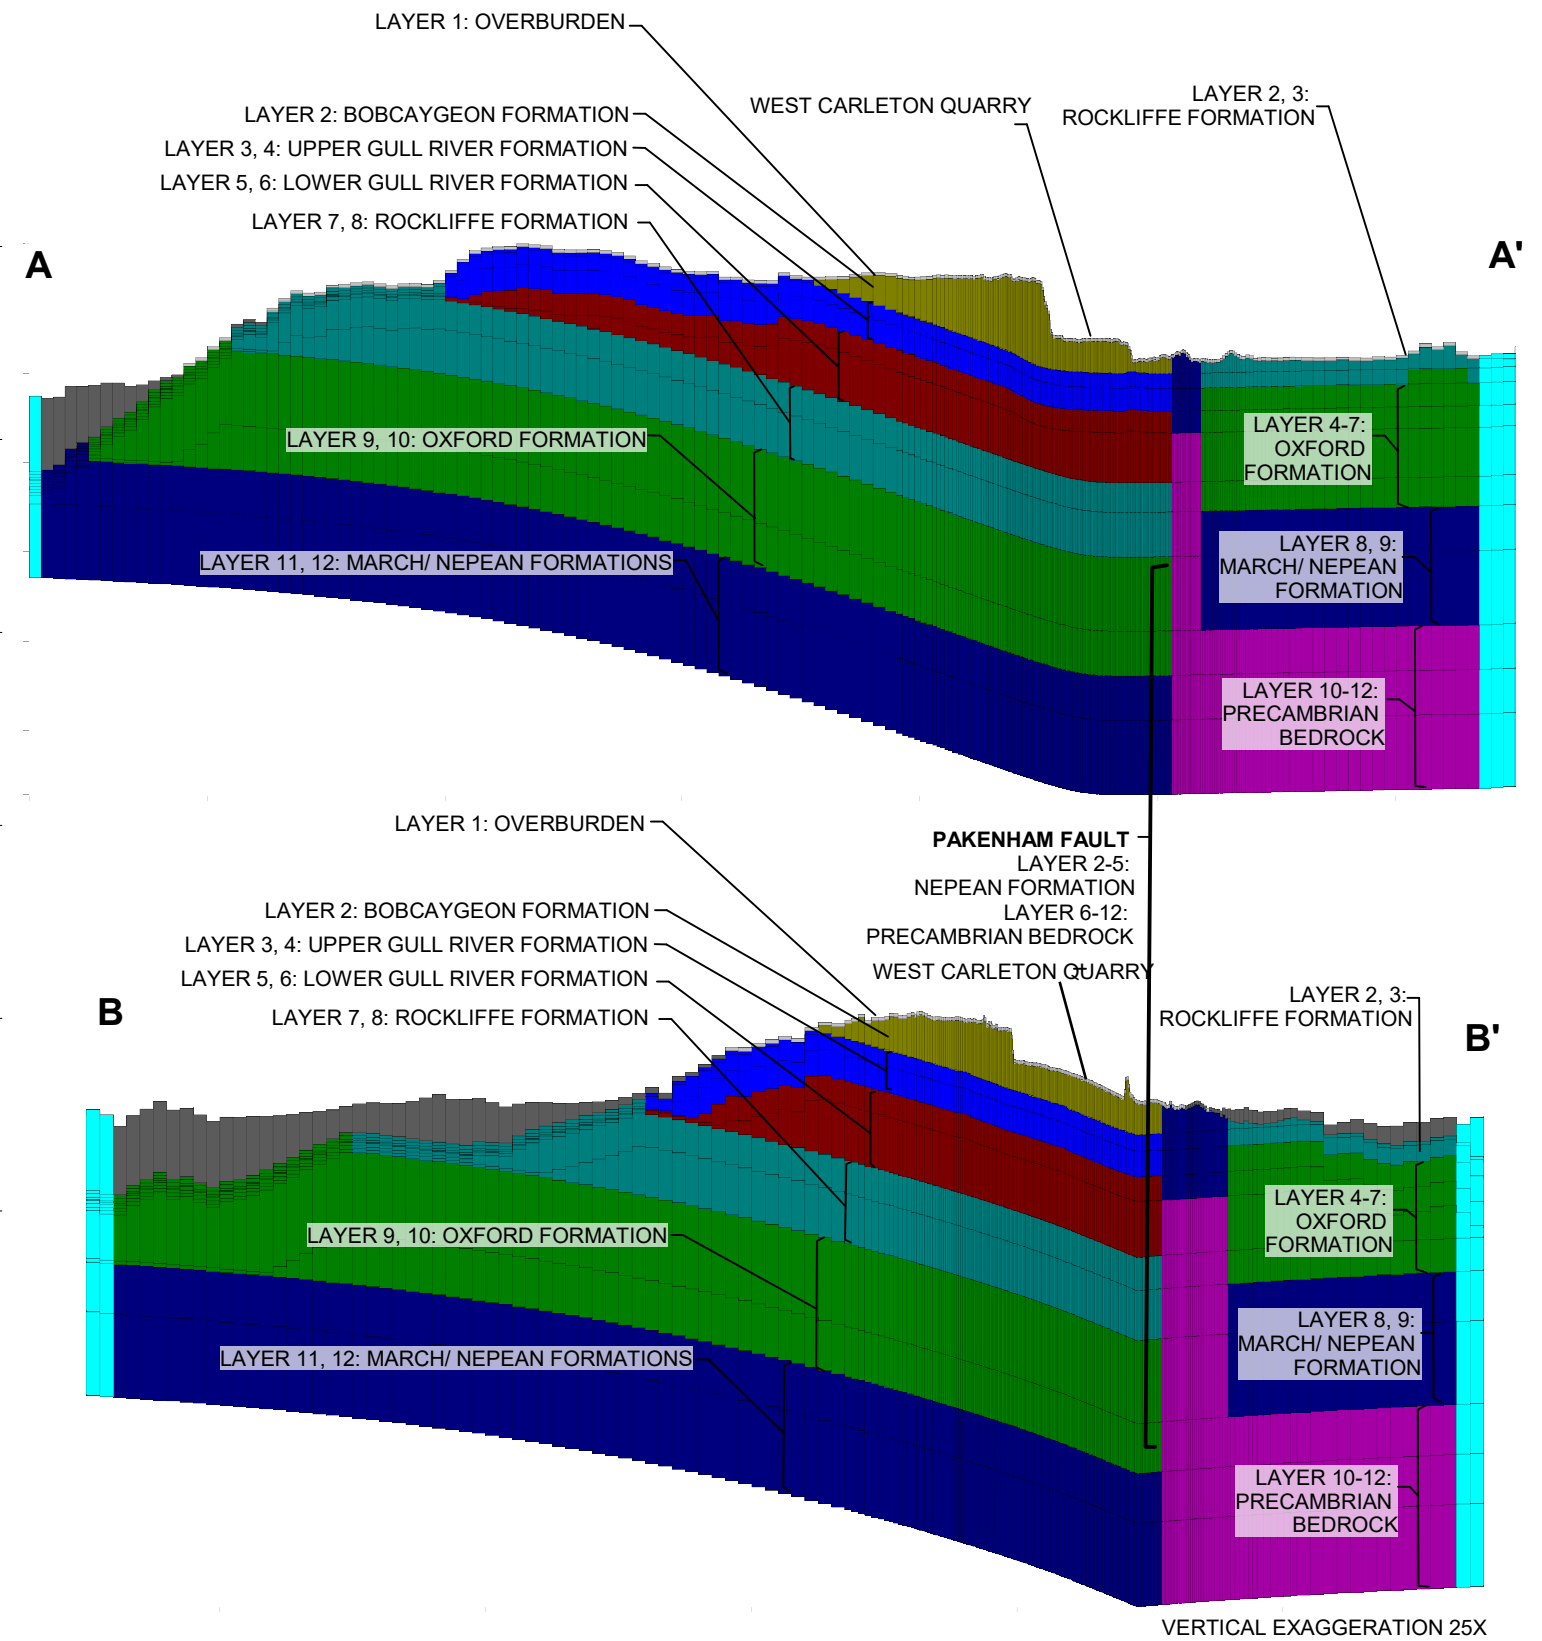 LAYER 1: OVERBURDEN
LAYER 2: BOBCAYGEON FORMATION
LAYER 3, 4: UPPER GULL RIVER FORMATION
LAYER 5, 6: LOWER GULL RIVER FORMATION
LAYER 7, 8: ROCKLIFFE FORMATION
WEST CARLETON QUARRY
LAYER 2, 3:
ROCKLIFFE FORMATION
A
A'
LAYER 9, 10: OXFORD FORMATION
LAYER 11, 12: MARCH/ NEPEAN FORMATIONS
LAYER 4-7:
OXFORD
FORMATION
LAYER 8, 9:
MARCH/ NEPEAN
FORMATION
LAYER 10-12:
PRECAMBRIAN
BEDROCK
PAKENHAM FAULT
LAYER 2-5:
NEPEAN FORMATION
LAYER 6-12:
PRECAMBRIAN BEDROCK
LAYER 1: OVERBURDEN
LAYER 2: BOBCAYGEON FORMATION
LAYER 3, 4: UPPER GULL RIVER FORMATION
LAYER 5, 6: LOWER GULL RIVER FORMATION
LAYER 7, 8: ROCKLIFFE FORMATION
WEST CARLETON QUARRY
LAYER 2, 3:
ROCKLIFFE FORMATION
B
B'
LAYER 9, 10: OXFORD FORMATION
LAYER 11, 12: MARCH/ NEPEAN FORMATIONS
LAYER 4-7:
OXFORD
FORMATION
LAYER 8, 9:
MARCH/ NEPEAN
FORMATION
LAYER 10-12:
PRECAMBRIAN
BEDROCK
VERTICAL EXAGGERATION 25X